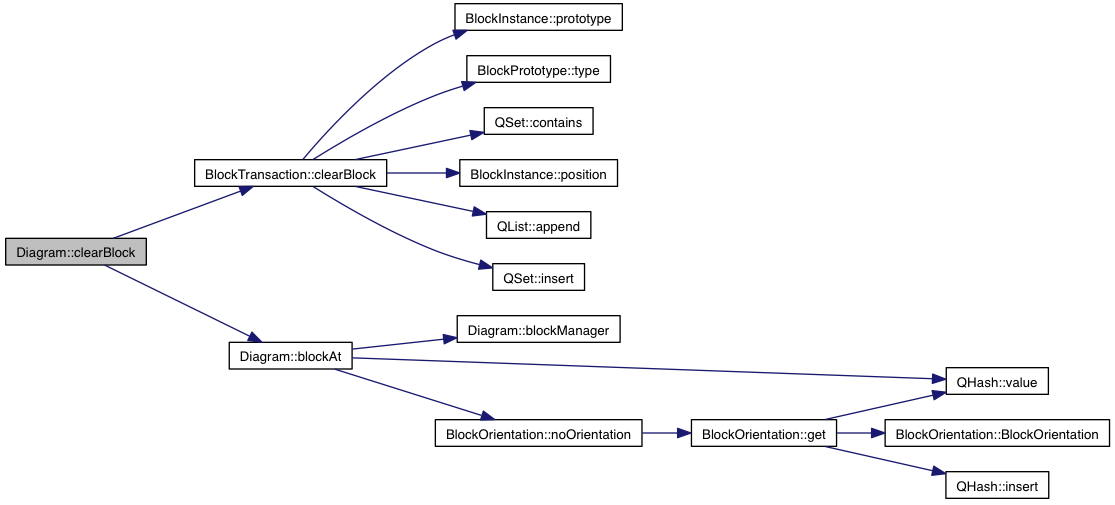 BlockInstance::prototype
BlockPrototype::type
QSet::contains
BlockTransaction::clearBlock
BlockInstance::position
QList::append
Diagram::clearBlock
QSet::insert
Diagram::blockManager
Diagram::blockAt
QHash::value
BlockOrientation::noOrientation
BlockOrientation::get
BlockOrientation::BlockOrientation
QHash::insert